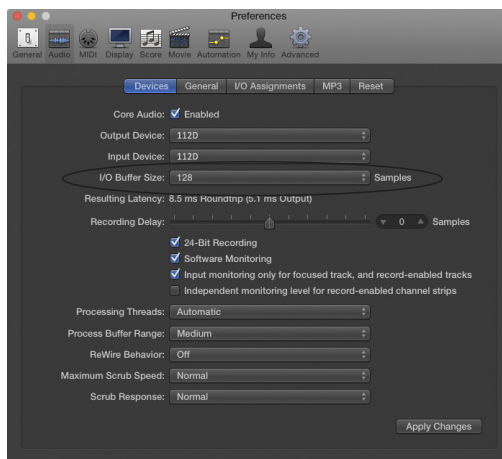 Preferences
General Audio MIDI Display Score Movie Automation My Info Advanced
Devices General I/O Assignments MP3 Reset
Core Audio: Enabled
Output Device: 112D
Input Device: 112D
I/O Buffer Size: 128 Samples
Resulting Latency: 8.5 ms Roundtrip (5.1 ms Output)
Recording Delay: 0 Samples
24-Bit Recording
Software Monitoring
Input monitoring only for focused track, and record-enabled tracks
Independent monitoring level for record-enabled channel strips
Processing Threads: Automatic
Process Buffer Range: Medium
ReWire Behavior: Off
Maximum Scrub Speed: Normal
Scrub Response: Normal
Apply Changes